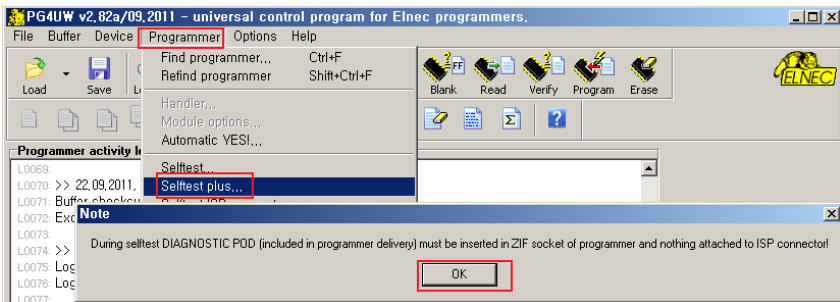 PG4UW v2.82a/09.2011 - universal control program for Elnec programmers.
File Buffer Device Programmer Options Help
Find programmer... Ctrl+F
Refind programmer Shift+Ctrl+F
Load Save
Blank Read Verify Program Erase
ELNEC
Handler...
Module options...
Automatic YES!...
Programmer activity
L0069:
Selftest...
L0070: >> 22.09.2011,
Selftest plus...
L0071:
L0072:
Note
L0073:
During selftest DIAGNOSTIC POD (included in programmer delivery) must be inserted in ZIF socket of programmer and nothing attached to ISP connector!
L0074: >>
L0075: Log
OK
L0076: Log
L0077: